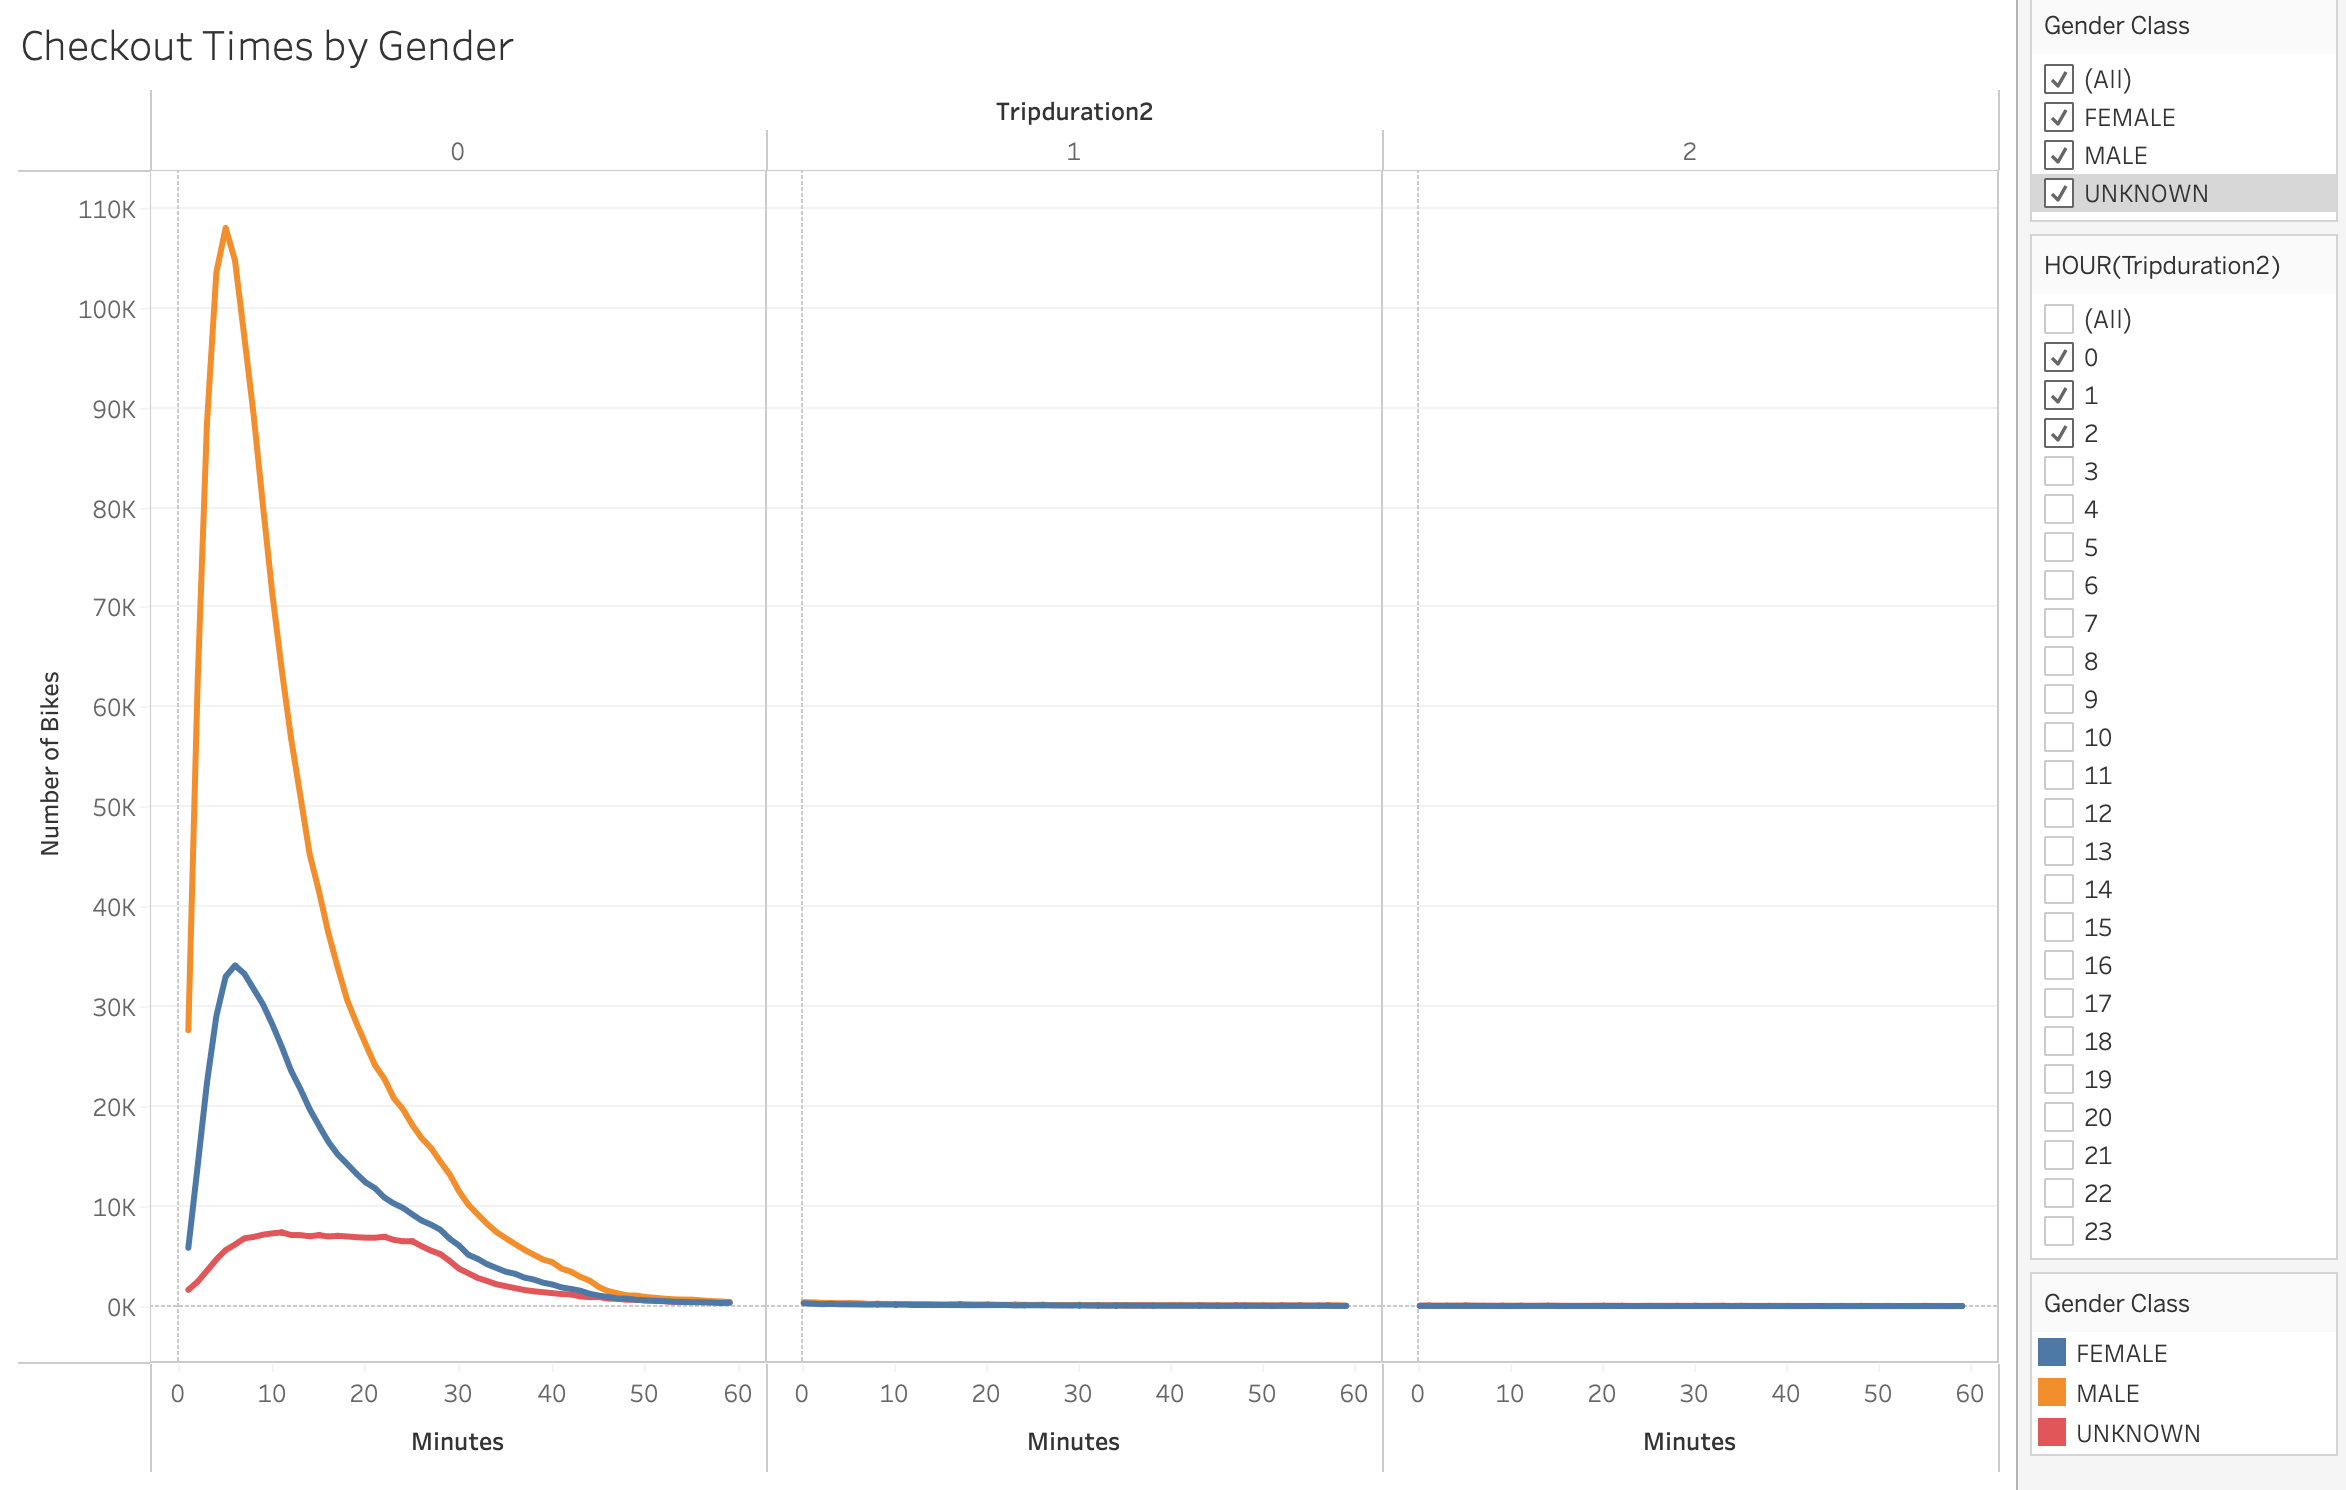 Checkout Times by Gender
Tripduration2
0 1 2
110K
100K
90K
80K
70K
60K
50K
40K
30K
20K
10K
0K
Number of Bikes
0 10 20 30 40 50 60 0 10 20 30 40 50 60 0 10 20 30 40 50 60
Minutes Minutes Minutes
Gender Class
(All)
FEMALE
MALE
UNKNOWN
HOUR(Tripduration2)
(All)
0
1
2
3
4
5
6
7
8
9
10
11
12
13
14
15
16
17
18
19
20
21
22
23
Gender Class
FEMALE
MALE
UNKNOWN